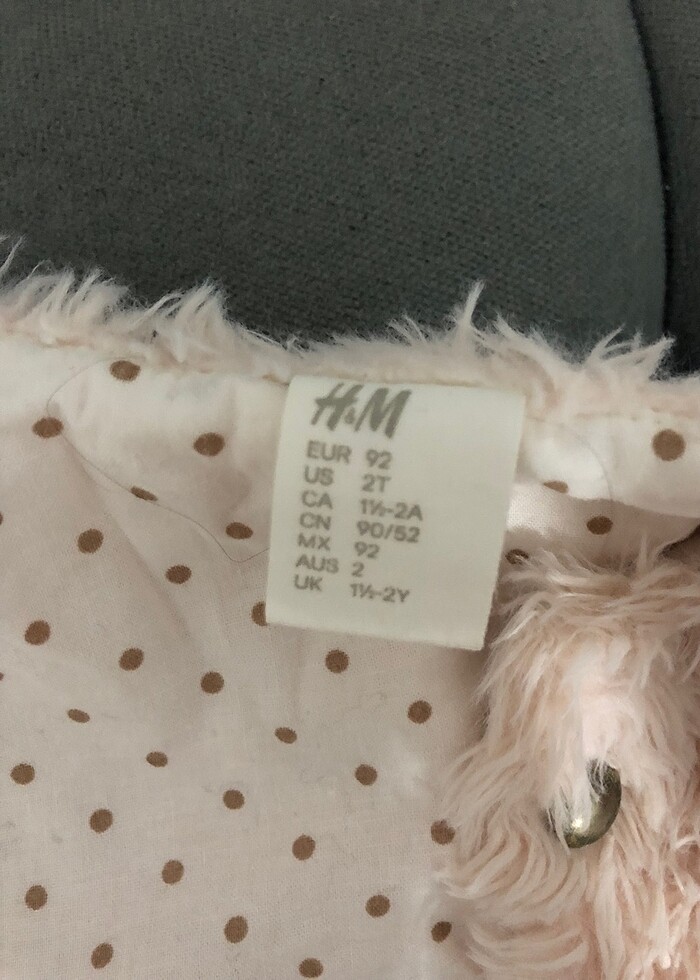 H&M
EUR 92
US 2T
CA 1½-2A
CN 90/52
MX 92
AUS 2
UK 1½-2Y